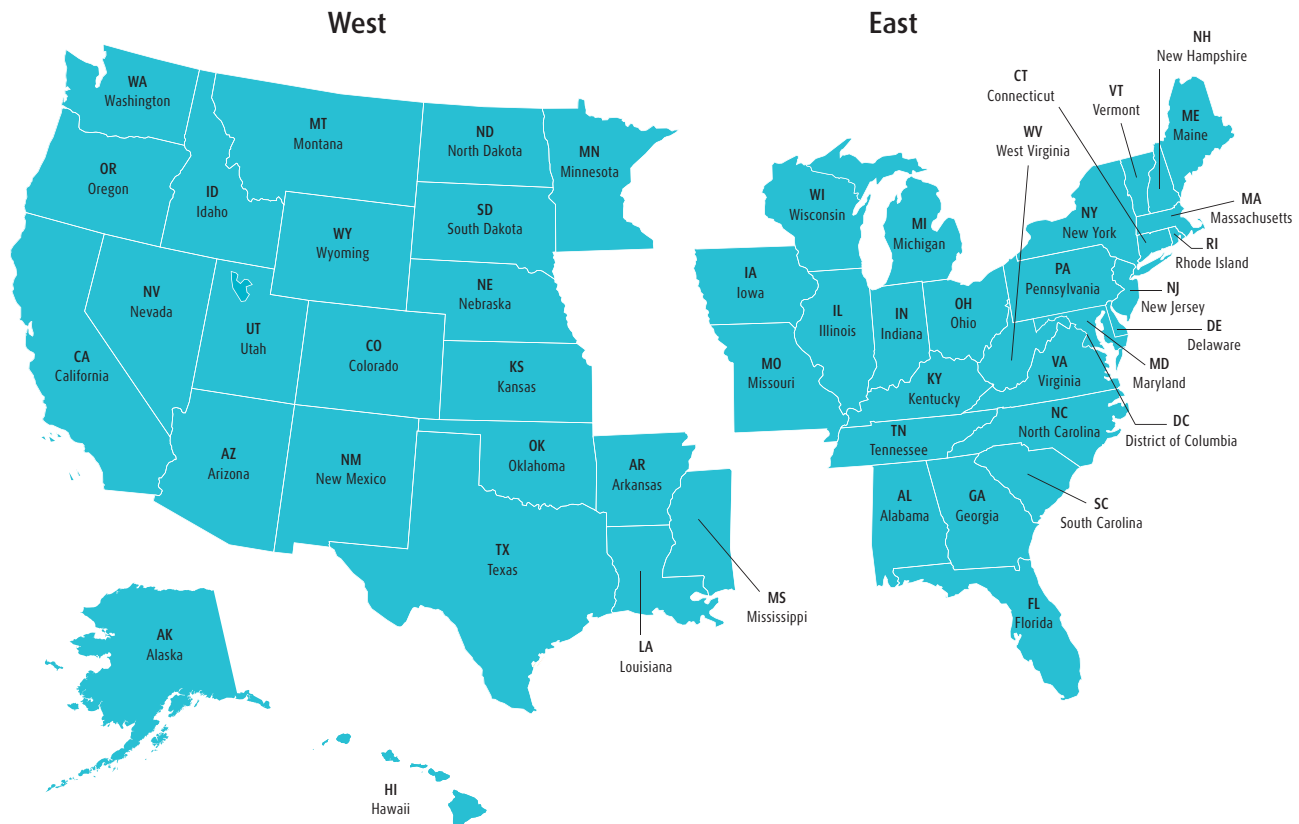 West
East
WA
Washington
OR
Oregon
ID
Idaho
MT
Montana
WY
Wyoming
ND
North Dakota
SD
South Dakota
NE
Nebraska
MN
Minnesota
NV
Nevada
UT
Utah
CO
Colorado
KS
Kansas
CA
California
AZ
Arizona
NM
New Mexico
OK
Oklahoma
TX
Texas
AR
Arkansas
LA
Louisiana
MS
Mississippi
AK
Alaska
HI
Hawaii
NH
New Hampshire
CT
Connecticut
VT
Vermont
WV
West Virginia
ME
Maine
WI
Wisconsin
MI
Michigan
NY
New York
MA
Massachusetts
RI
Rhode Island
IA
Iowa
IL
Illinois
IN
Indiana
OH
Ohio
PA
Pennsylvania
NJ
New Jersey
DE
Delaware
MD
Maryland
DC
District of Columbia
MO
Missouri
KY
Kentucky
VA
Virginia
TN
Tennessee
NC
North Carolina
SC
South Carolina
AL
Alabama
GA
Georgia
FL
Florida